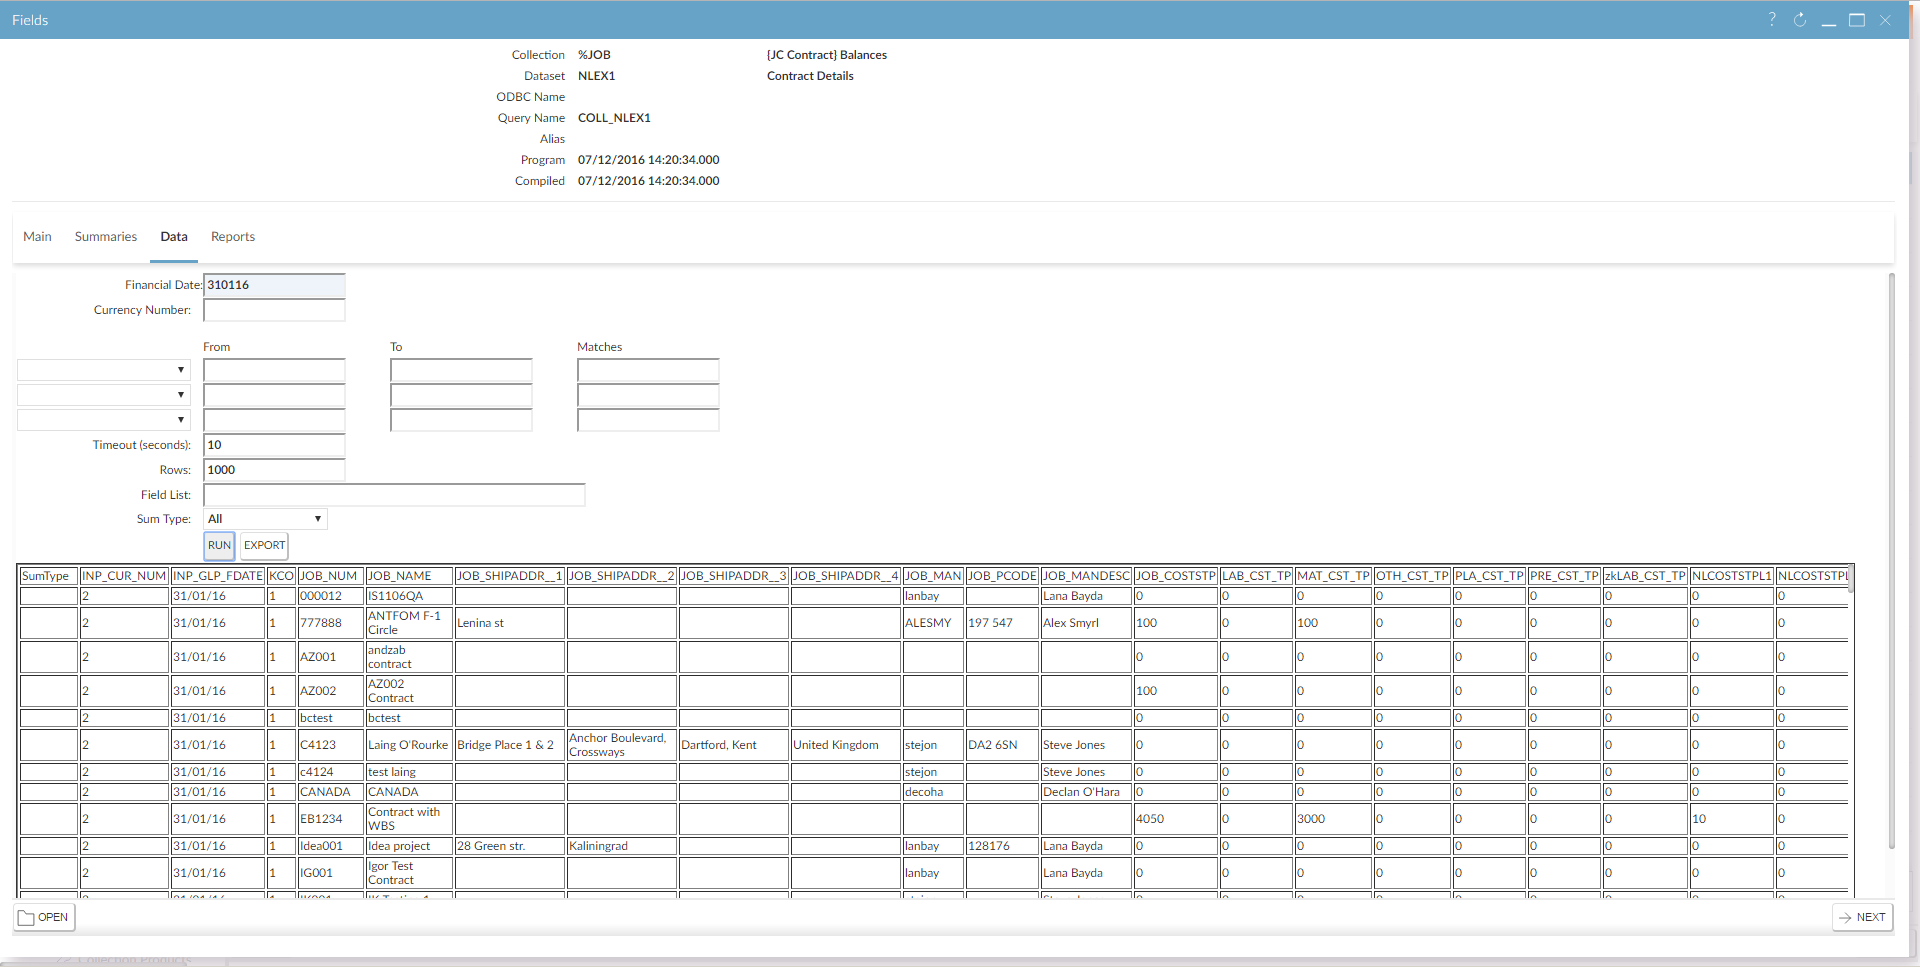 Fields
Collection %JOB {JC Contract} Balances
Dataset NLEX1 Contract Details
ODBC Name
Query Name COLL_NLEX1
Alias
Program 07/12/2016 14:20:34.000
Compiled 07/12/2016 14:20:34.000
Main Summaries Data Reports
Financial Date: 310116
Currency Number:
From To Matches
Timeout (seconds): 10
Rows: 1000
Field List:
Sum Type: All
RUN EXPORT
SumType INP_CUR_NUM INP_GLP_FDATE KCO JOB_NUM JOB_NAME JOB_SHIPADDR__1 JOB_SHIPADDR__2 JOB_SHIPADDR__3 JOB_SHIPADDR__4 JOB_MAN JOB_PCODE JOB_MANDESC JOB_COSTSTP LAB_CST_TP MAT_CST_TP OTH_CST_TP PLA_CST_TP PRE_CST_TP zkLAB_CST_TP NLCOSTSTPL1 NLCOSTSTPL
2 31/01/16 1 000012 IS1106QA lanbay Lana Bayda 0 0 0 0 0 0 0 0 0
2 31/01/16 1 777888 ANTFOM F-1 Circle Lenina st ALESMY 197 547 Alex Smyrl 100 0 100 0 0 0 0 0 0
2 31/01/16 1 AZ001 andzab contract 0 0 0 0 0 0 0 0 0
2 31/01/16 1 AZ002 AZ002 Contract 100 0 0 0 0 0 0 0 0
2 31/01/16 1 bctest bctest 0 0 0 0 0 0 0 0 0
2 31/01/16 1 C4123 Laing O'Rourke Bridge Place 1 & 2 Anchor Boulevard, Crossways Dartford, Kent United Kingdom stejon DA2 6SN Steve Jones 0 0 0 0 0 0 0 0 0
2 31/01/16 1 c4124 test laing stejon Steve Jones 0 0 0 0 0 0 0 0 0
2 31/01/16 1 CANADA CANADA decoha Declan O'Hara 0 0 0 0 0 0 0 0 0
2 31/01/16 1 EB1234 Contract with WBS 4050 0 3000 0 0 0 0 10 0
2 31/01/16 1 Idea001 Idea project 28 Green str. Kaliningrad lanbay 128176 Lana Bayda 0 0 0 0 0 0 0 0 0
2 31/01/16 1 IG001 Igor Test Contract lanbay Lana Bayda 0 0 0 0 0 0 0 0 0
OPEN NEXT